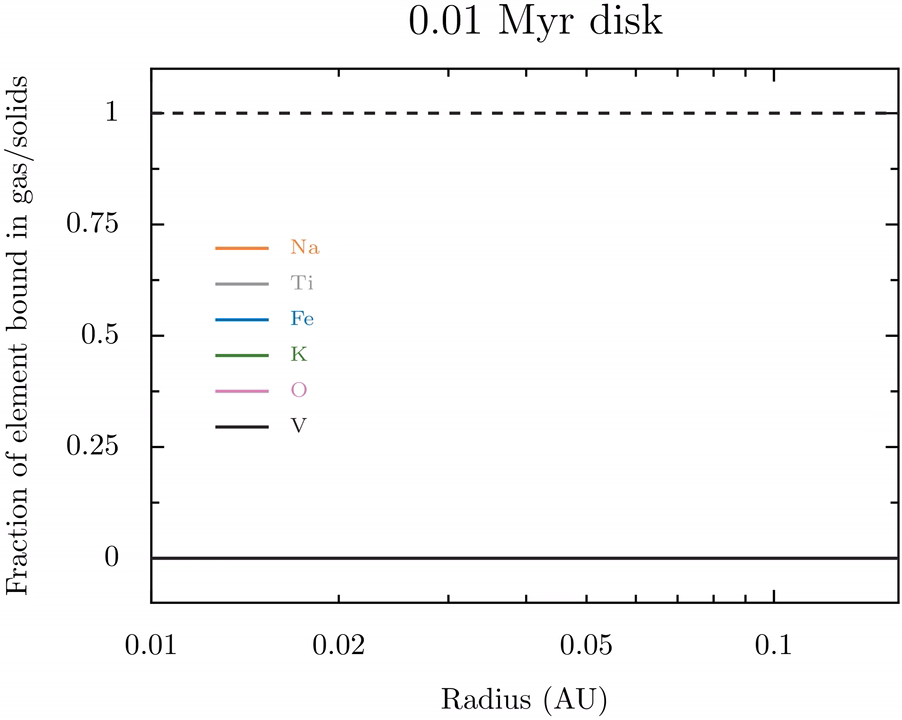 0.01 Myr disk
Fraction of element bound in gas/solids
1
0.75
0.5
0.25
0
Na
Ti
Fe
K
O
V
0.01 0.02 0.05 0.1
Radius (AU)